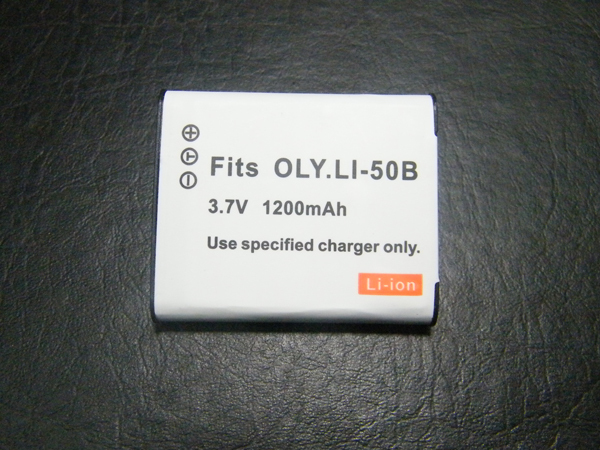 Fits OLY.LI-50B
3.7V 1200mAh
Use specified charger only.
Li-ion